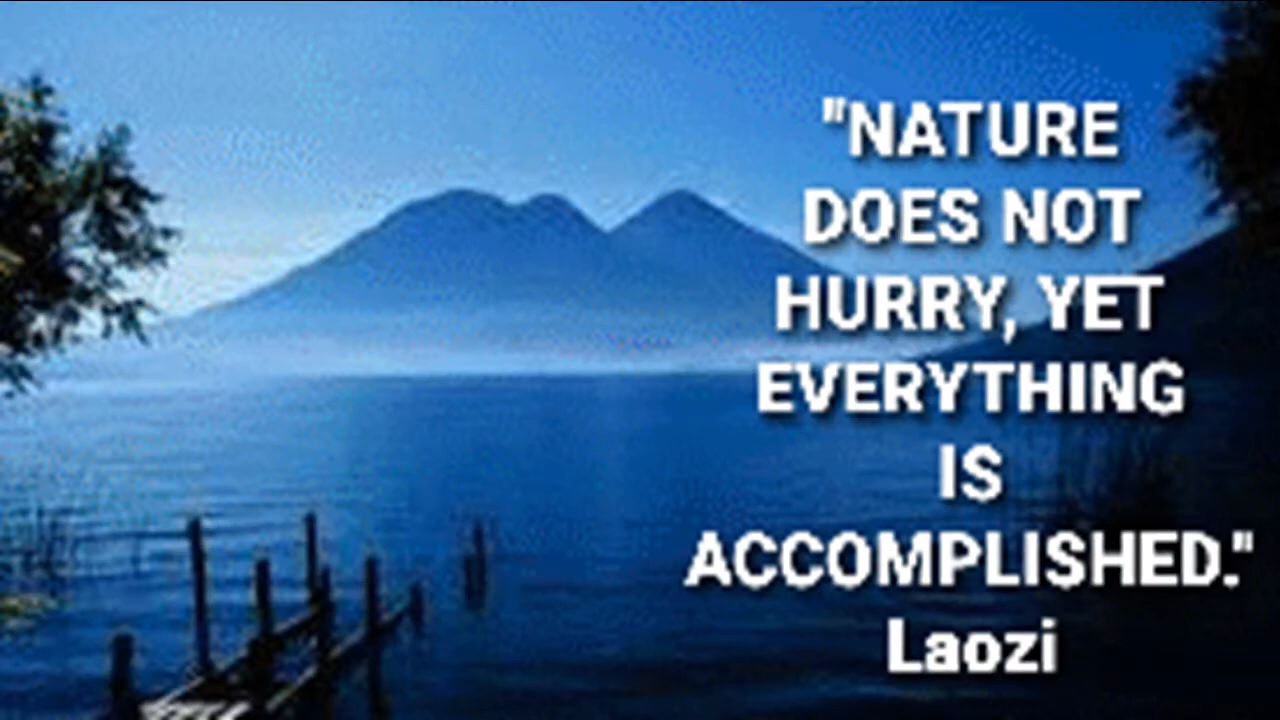 "NATURE
DOES NOT
HURRY, YET
EVERYTHING
IS
ACCOMPLISHED."
Laozi